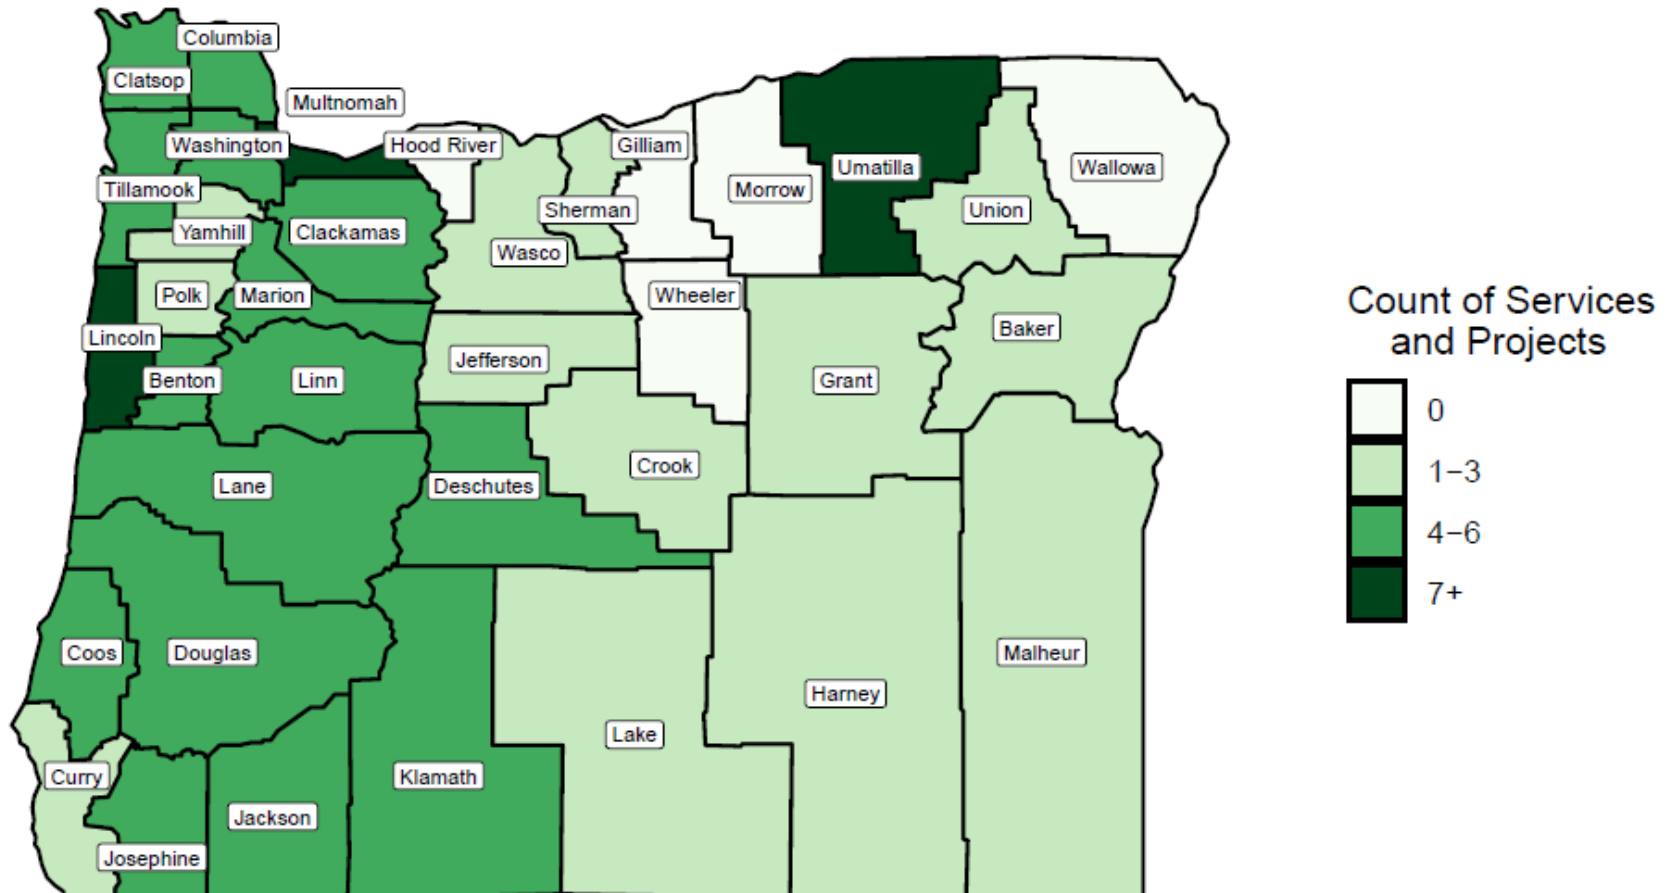 Columbia
Clatsop
Multnomah
Washington
Hood River
Gilliam
Umatilla
Wallowa
Tillamook
Morrow
Sherman
Union
Yamhill
Clackamas
Wasco
Polk
Marion
Wheeler
Lincoln
Baker
Jefferson
Benton
Linn
Grant
Crook
Lane
Deschutes
Coos
Douglas
Malheur
Harney
Lake
Curry
Klamath
Jackson
Josephine
Count of Services
and Projects
0
1−3
4−6
7+